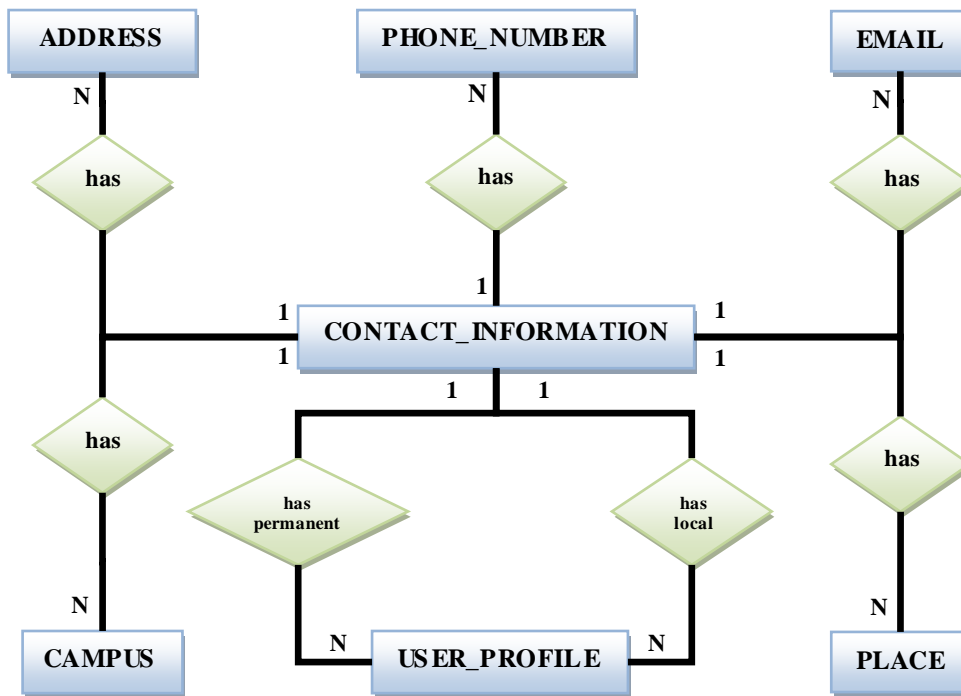 ADDRESS
PHONE_NUMBER
EMAIL
N
N
N
has
has
has
1
1
1
CONTACT_INFORMATION
1
1
1
1
has
has
has
permanent
has
local
N
N
N
N
CAMPUS
USER_PROFILE
PLACE